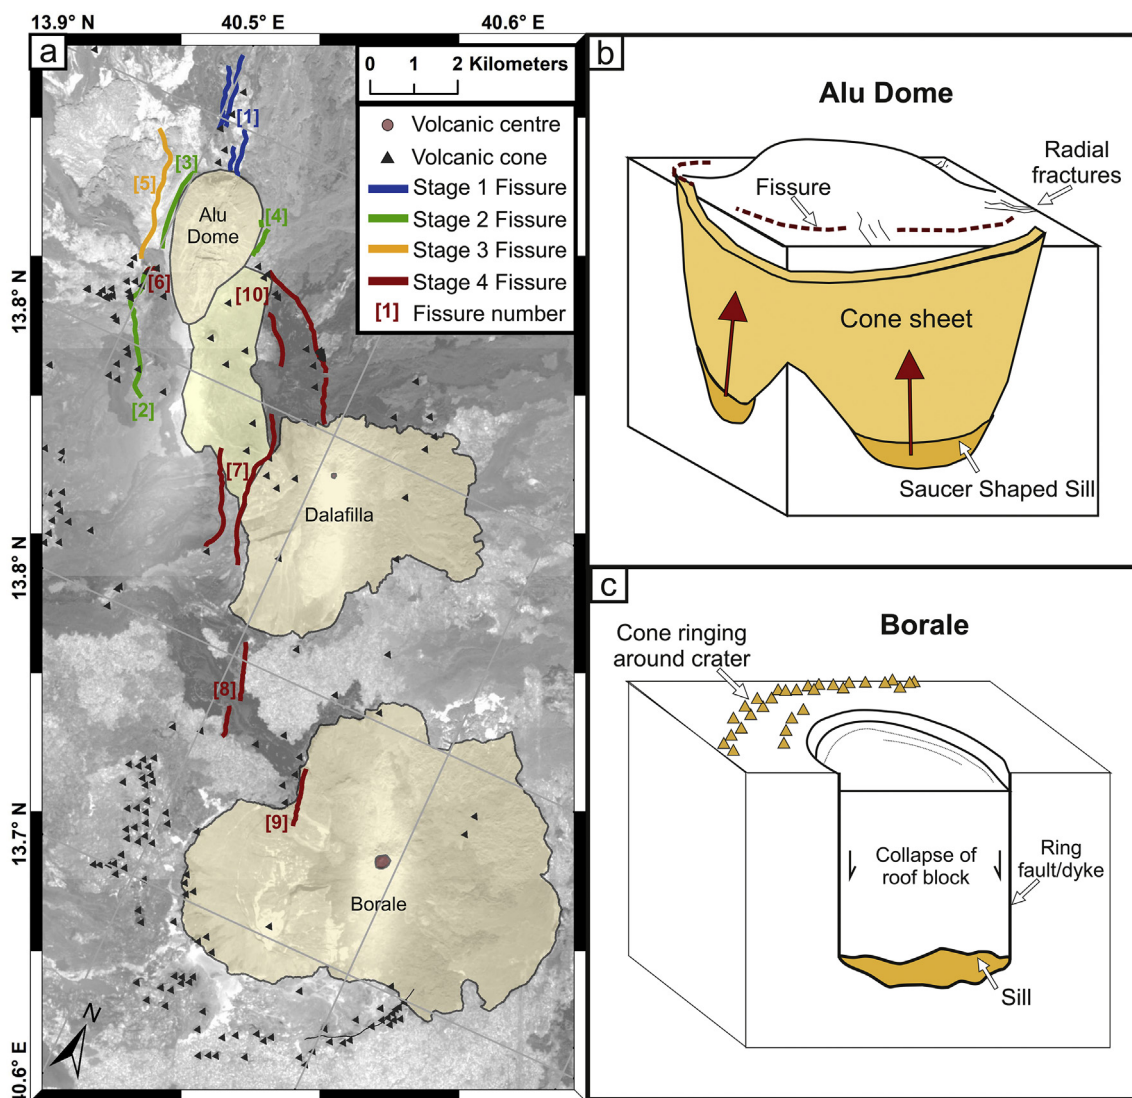 13.9° N
40.5° E
40.6° E
a
0 1 2 Kilometers
Volcanic centre
Volcanic cone
Stage 1 Fissure
Stage 2 Fissure
Stage 3 Fissure
Stage 4 Fissure
[1] Fissure number
[1]
[3]
[5]
Alu
Dome
[4]
[6]
[10]
[2]
[7]
Dalafilla
[8]
[9]
Borale
N
13.8° N
13.8° N
13.7° N
40.6° E
b
Alu Dome
Radial
fractures
Fissure
Cone sheet
Saucer Shaped Sill
c
Borale
Cone ringing
around crater
Collapse of
roof block
Ring
fault/dyke
Sill